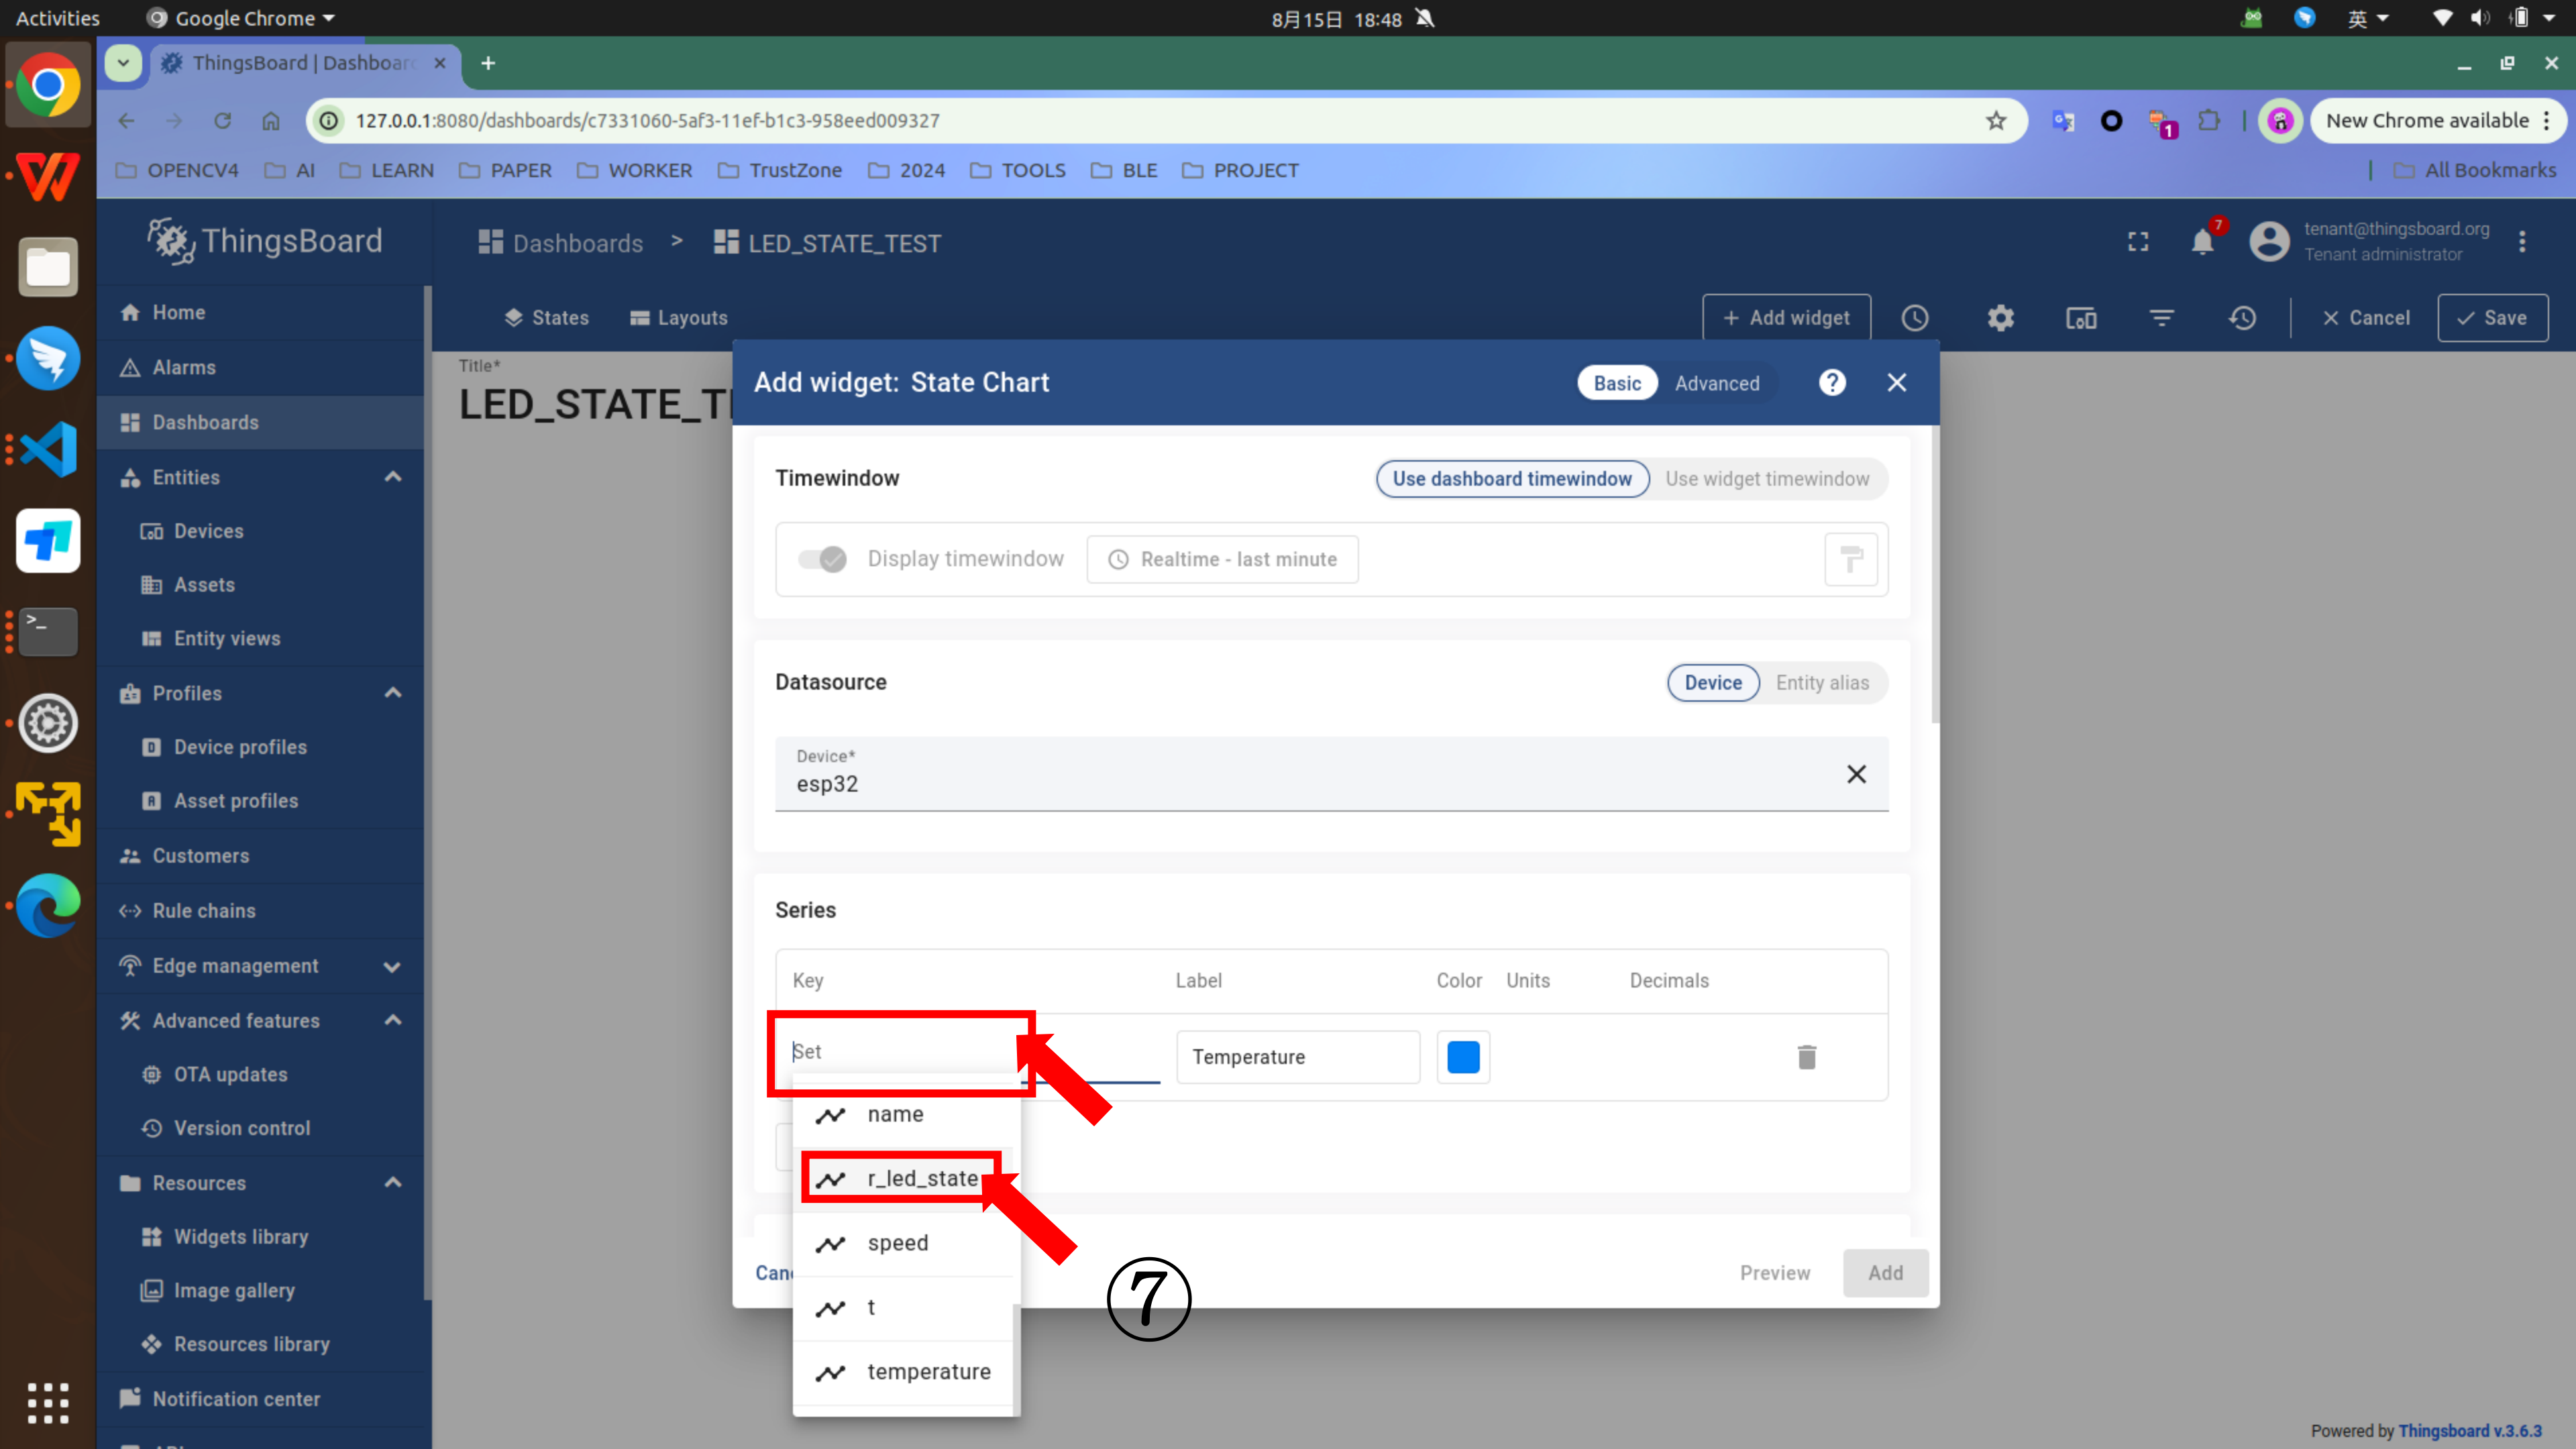 Activities
Google Chrome
8月15日 18:48
英
ThingsBoard | Dashboar
127.0.0.1:8080/dashboards/c7331060-5af3-11ef-b1c3-958eed009327
1
New Chrome available
OPENCV4
AI
LEARN
PAPER
WORKER
TrustZone
2024
TOOLS
BLE
PROJECT
All Bookmarks
ThingsBoard
Dashboards > LED_STATE_TEST
7
tenant@thingsboard.org
Tenant administrator
Home
Alarms
Dashboards
Entities
Devices
Assets
Entity views
Profiles
Device profiles
Asset profiles
Customers
Rule chains
Edge management
Advanced features
OTA updates
Version control
Resources
Widgets library
Image gallery
Resources library
Notification center
States
Layouts
+ Add widget
Cancel
Save
Title*
LED_STATE_T
Add widget: State Chart
Basic
Advanced
Timewindow
Use dashboard timewindow
Use widget timewindow
Display timewindow
Realtime - last minute
Datasource
Device
Entity alias
Device*
esp32
Series
Key Label Color Units Decimals
Set
Temperature
name
r_led_state
speed
t
temperature
⑦
Canc
Preview
Add
Powered by Thingsboard v.3.6.3